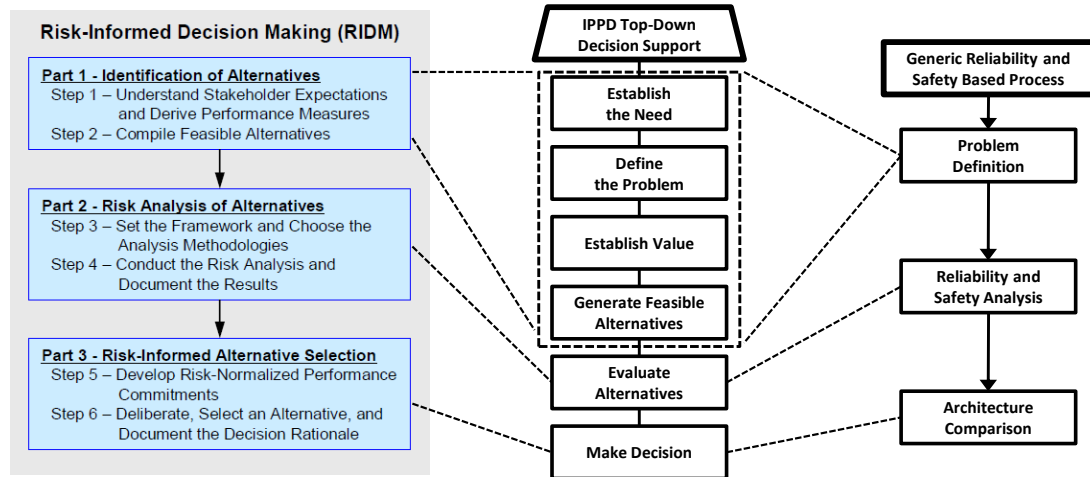 Risk-Informed Decision Making (RIDM)
Part 1 - Identification of Alternatives
Step 1 – Understand Stakeholder Expectations
and Derive Performance Measures
Step 2 – Compile Feasible Alternatives
Part 2 - Risk Analysis of Alternatives
Step 3 – Set the Framework and Choose the
Analysis Methodologies
Step 4 – Conduct the Risk Analysis and
Document the Results
Part 3 - Risk-Informed Alternative Selection
Step 5 – Develop Risk-Normalized Performance
Commitments
Step 6 – Deliberate, Select an Alternative, and
Document the Decision Rationale
IPPD Top-Down
Decision Support
Establish
the Need
Define
the Problem
Establish Value
Generate Feasible
Alternatives
Evaluate
Alternatives
Make Decision
Generic Reliability and
Safety Based Process
Problem
Definition
Reliability and
Safety Analysis
Architecture
Comparison